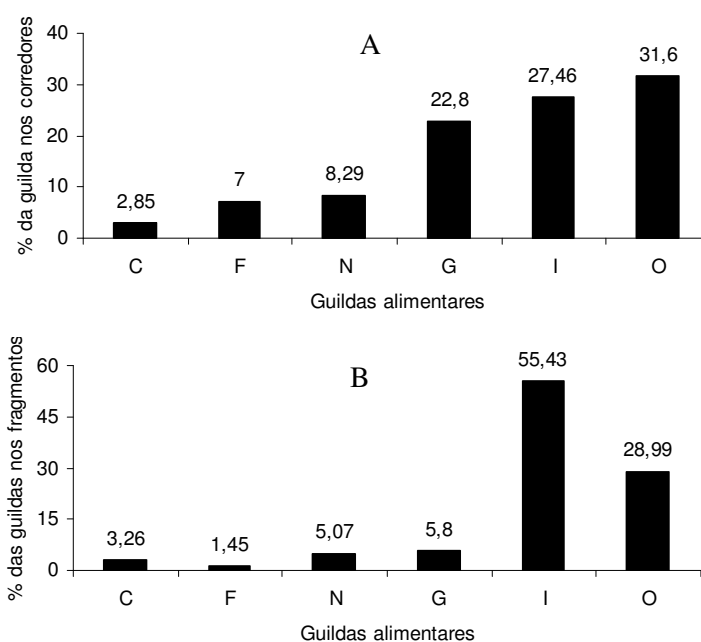 % da guilda nos corredores
40
30
20
10
0
A
2,85
7
8,29
22,8
27,46
31,6
C F N G I O
Guildas alimentares
% das guildas nos fragmentos
60
45
30
15
0
B
3,26
1,45
5,07
5,8
55,43
28,99
C F N G I O
Guildas alimentares